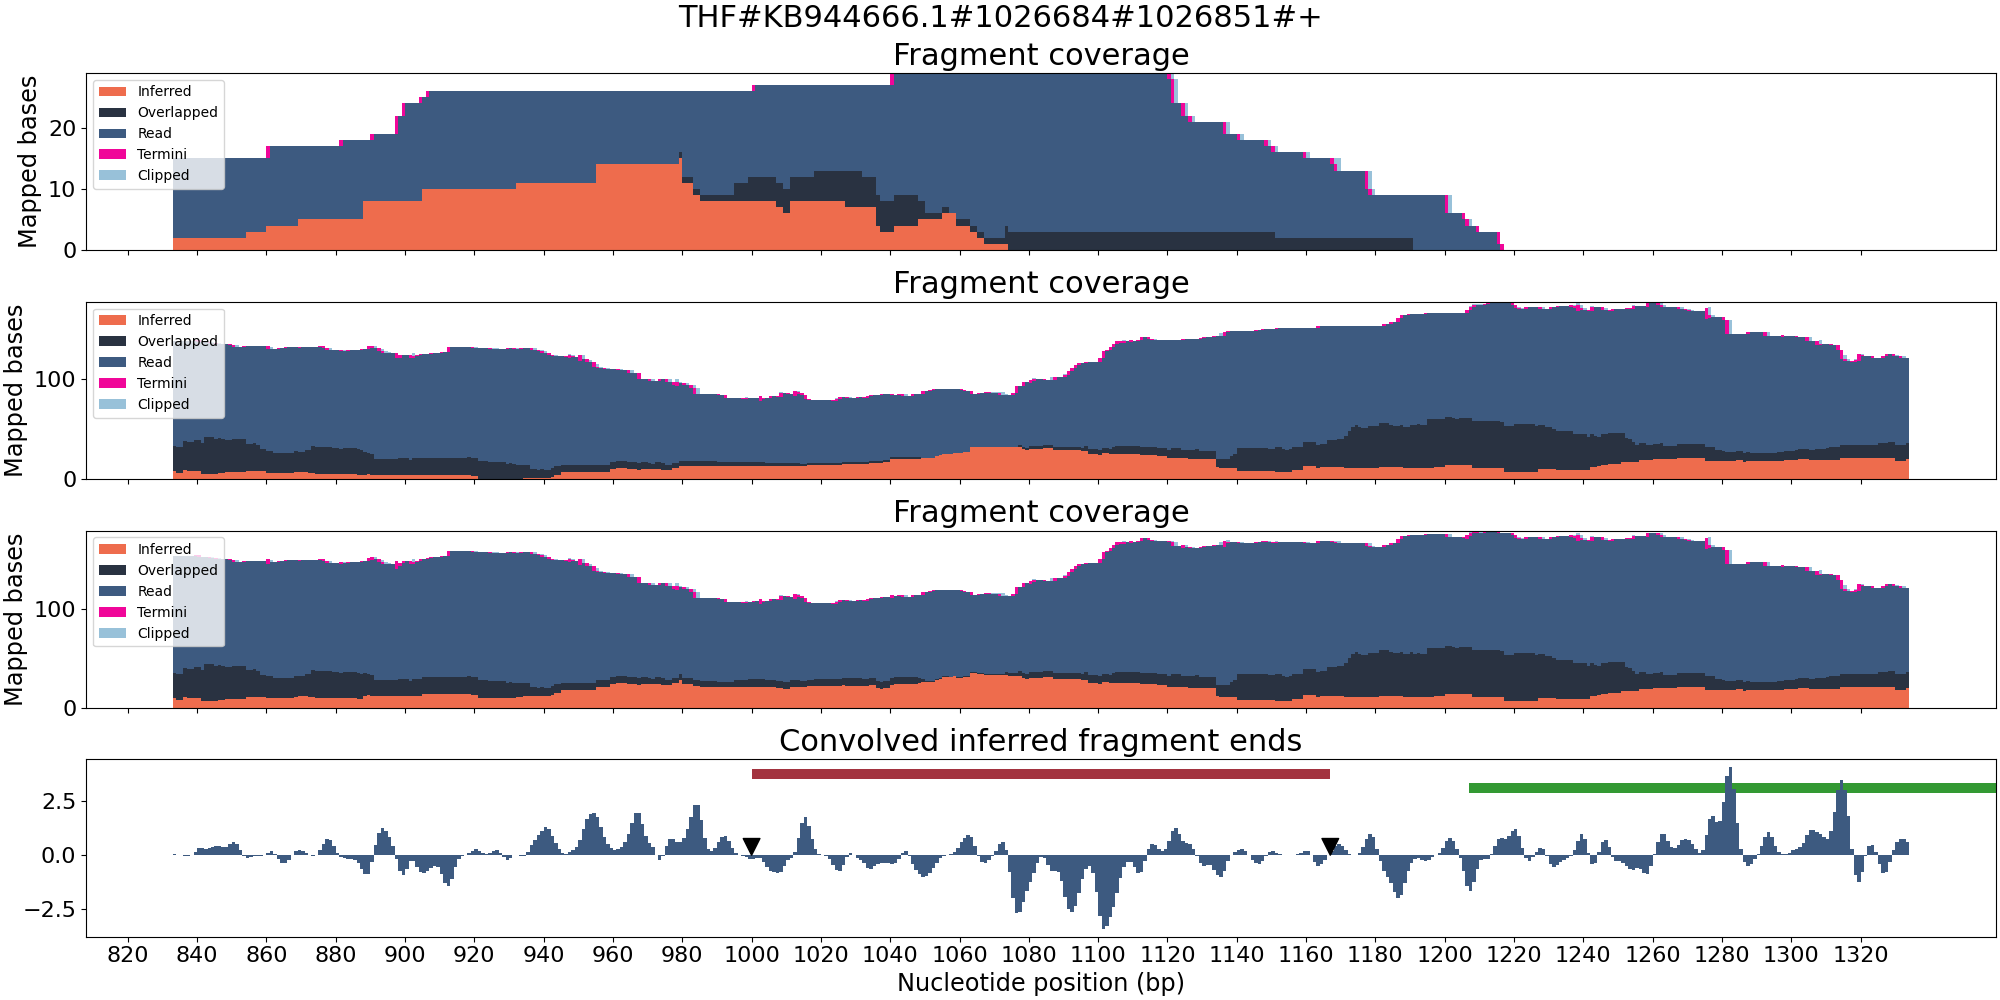 THF#KB944666.1#1026684#1026851#+
Fragment coverage
Mapped bases
20
10
0
Inferred
Overlapped
Read
Termini
Clipped
Fragment coverage
Mapped bases
100
0
Inferred
Overlapped
Read
Termini
Clipped
Fragment coverage
Mapped bases
100
0
Inferred
Overlapped
Read
Termini
Clipped
Convolved inferred fragment ends
2.5
0.0
−2.5
820 840 860 880 900 920 940 960 980 1000 1020 1040 1060 1080 1100 1120 1140 1160 1180 1200 1220 1240 1260 1280 1300 1320
Nucleotide position (bp)